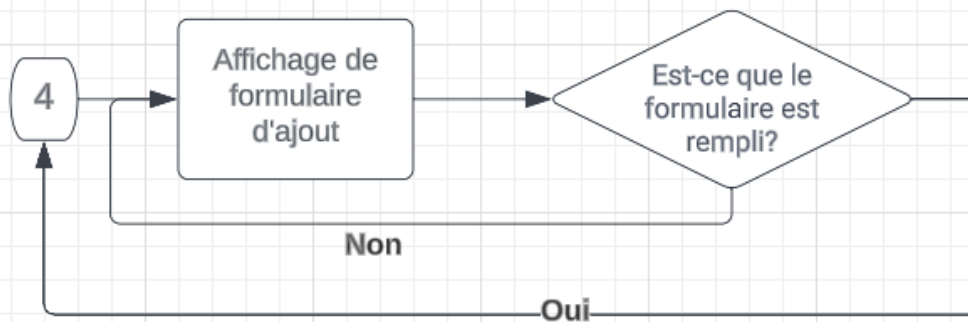 4
Affichage de
formulaire
d'ajout
Est-ce que le
formulaire est
rempli?
Non
Oui